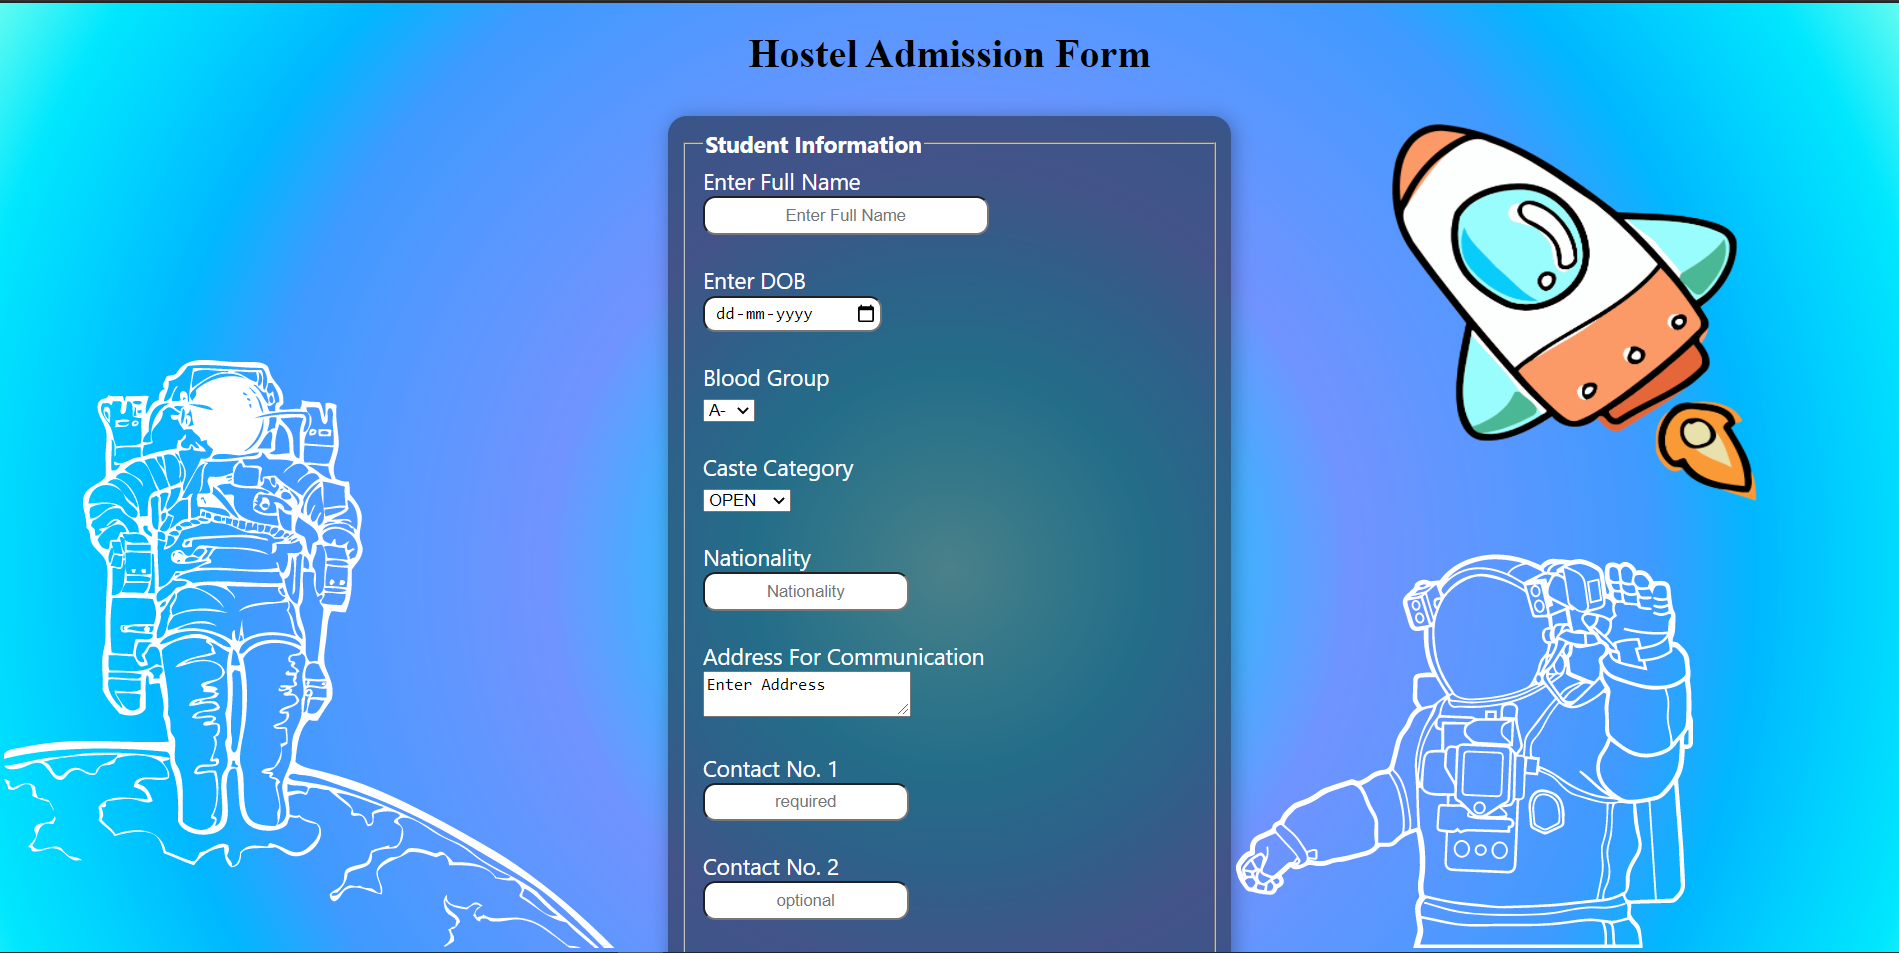 Hostel Admission Form
Student Information
Enter Full Name
Enter Full Name
Enter DOB
dd-mm-yyyy
Blood Group
A-
Caste Category
OPEN
Nationality
Nationality
Address For Communication
Enter Address
Contact No. 1
required
Contact No. 2
optional